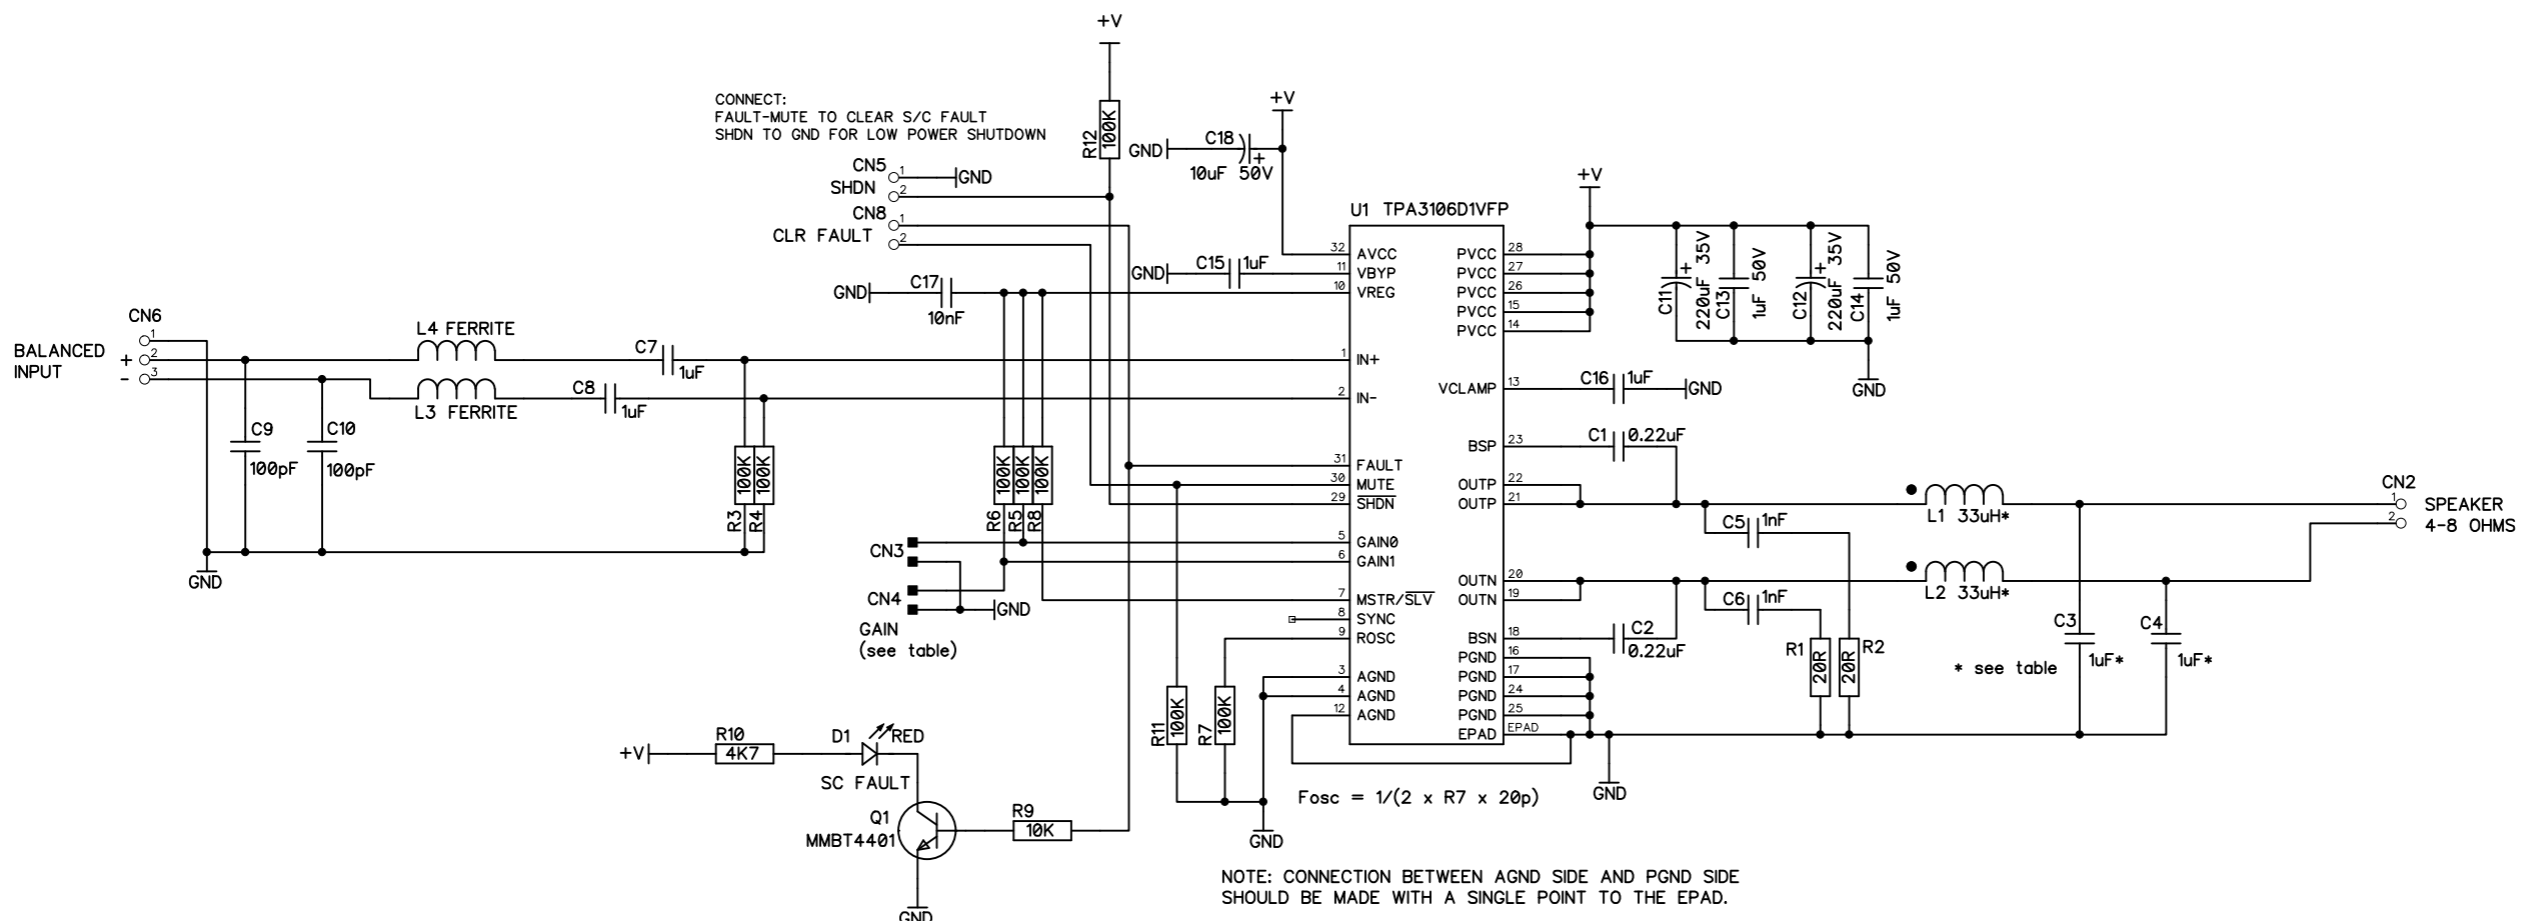 +V
CONNECT:
FAULT-MUTE TO CLEAR S/C FAULT
SHDN TO GND FOR LOW POWER SHUTDOWN
R12
100K
CN5
1
GND
SHDN
2
CN8
1
CLR FAULT
2
+V
GND
C18
+
10uF 50V
GND
C15
1uF
GND
C17
10nF
CN6
1
BALANCED
INPUT
+
2
-
3
L4 FERRITE
L3 FERRITE
C7
1uF
C8
1uF
C9
100pF
C10
100pF
GND
R3
100K
R4
100K
R6
100K
R5
100K
R8
100K
CN3
CN4
GND
GAIN
(see table)
+V
R10
4K7
D1
RED
SC FAULT
Q1
MMBT4401
R9
10K
GND
R11
100K
R7
100K
GND
U1 TPA3106D1VFP
32 AVCC
11 VBYP
10 VREG
1 IN+
2 IN-
31 FAULT
30 MUTE
29 SHDN
5 GAIN0
6 GAIN1
7 MSTR/SLV
8 SYNC
9 ROSC
3 AGND
4 AGND
12 AGND
PVCC 28
PVCC 27
PVCC 26
PVCC 15
PVCC 14
VCLAMP 13
BSP 23
OUTP 22
OUTP 21
OUTN 20
OUTN 19
BSN 18
PGND 16
PGND 17
PGND 24
PGND 25
EPAD EPAD
+V
C11
+
220uF 35V
C13
1uF 50V
C12
+
220uF 35V
C14
1uF 50V
GND
C16
1uF
GND
C1
0.22uF
C5
1nF
C6
1nF
C2
0.22uF
R1
20R
20R
R2
L1 33uH*
L2 33uH*
CN2
1
2
SPEAKER
4-8 OHMS
C3
1uF*
C4
1uF*
* see table
GND
Fosc = 1/(2 x R7 x 20p)
NOTE: CONNECTION BETWEEN AGND SIDE AND PGND SIDE
SHOULD BE MADE WITH A SINGLE POINT TO THE EPAD.